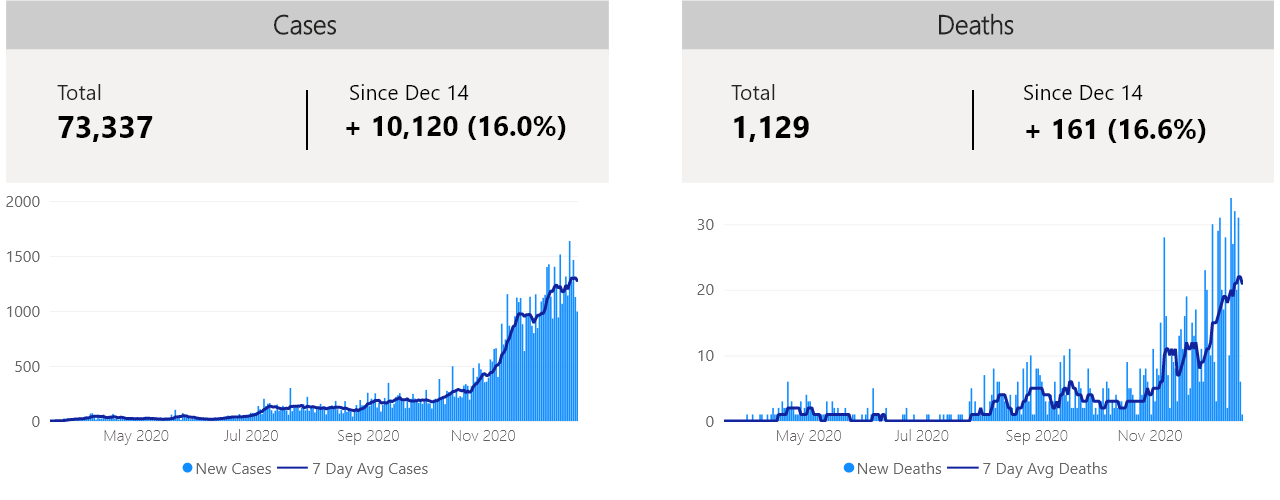 Cases
Total
Since Dec 14
73,337
+ 10,120 (16.0%)
2000
1500
1000
500
0
May 2020 Jul 2020 Sep 2020 Nov 2020
New Cases 7 Day Avg Cases
Deaths
Total
Since Dec 14
1,129
+ 161 (16.6%)
30
20
10
0
May 2020 Jul 2020 Sep 2020 Nov 2020
New Deaths 7 Day Avg Deaths